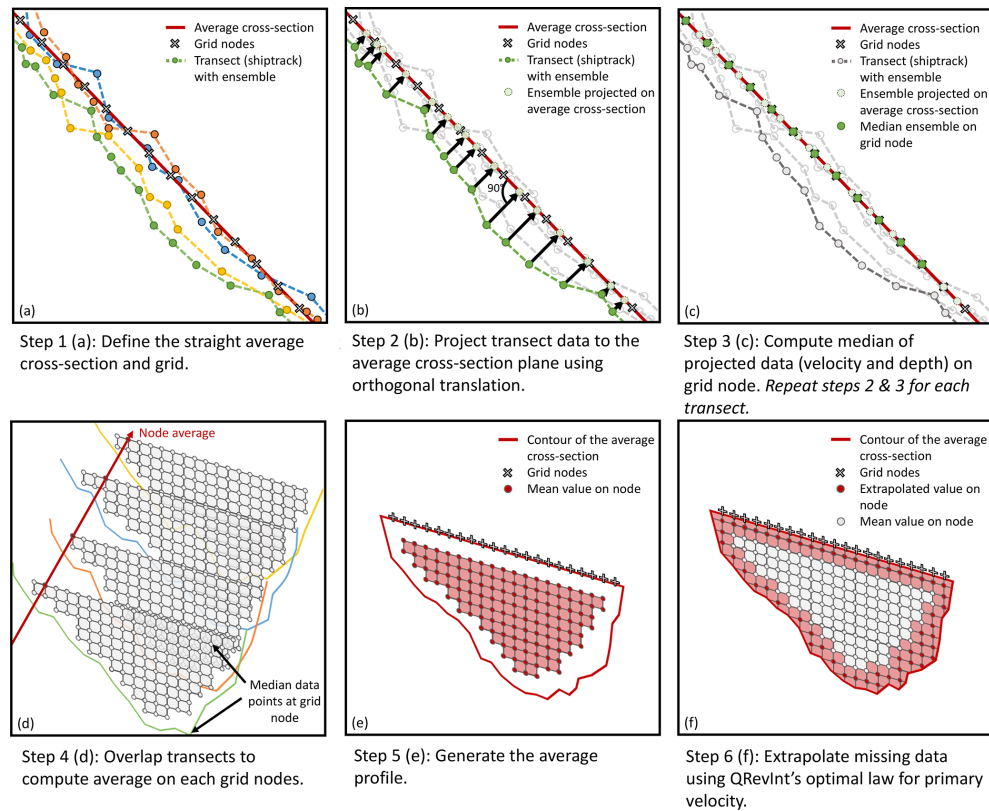 Average cross-section
Grid nodes
Transect (shiptrack)
with ensemble
(a)
Step 1 (a): Define the straight average
cross-section and grid.
Average cross-section
Grid nodes
Transect (shiptrack)
with ensemble
Ensemble projected on
average cross-section
90°
(b)
Step 2 (b): Project transect data to the
average cross-section plane using
orthogonal translation.
Average cross-section
Grid nodes
Transect (shiptrack)
with ensemble
Ensemble projected on
average cross-section
Median ensemble on
grid node
(c)
Step 3 (c): Compute median of
projected data (velocity and depth) on
grid node. Repeat steps 2 & 3 for each
transect.
Node average
Median data
points at grid
node
(d)
Step 4 (d): Overlap transects to
compute average on each grid nodes.
Contour of the average
cross-section
Grid nodes
Mean value on node
(e)
Step 5 (e): Generate the average
profile.
Contour of the average
cross-section
Grid nodes
Extrapolated value on
node
Mean value on node
(f)
Step 6 (f): Extrapolate missing data
using QRevInt's optimal law for primary
velocity.